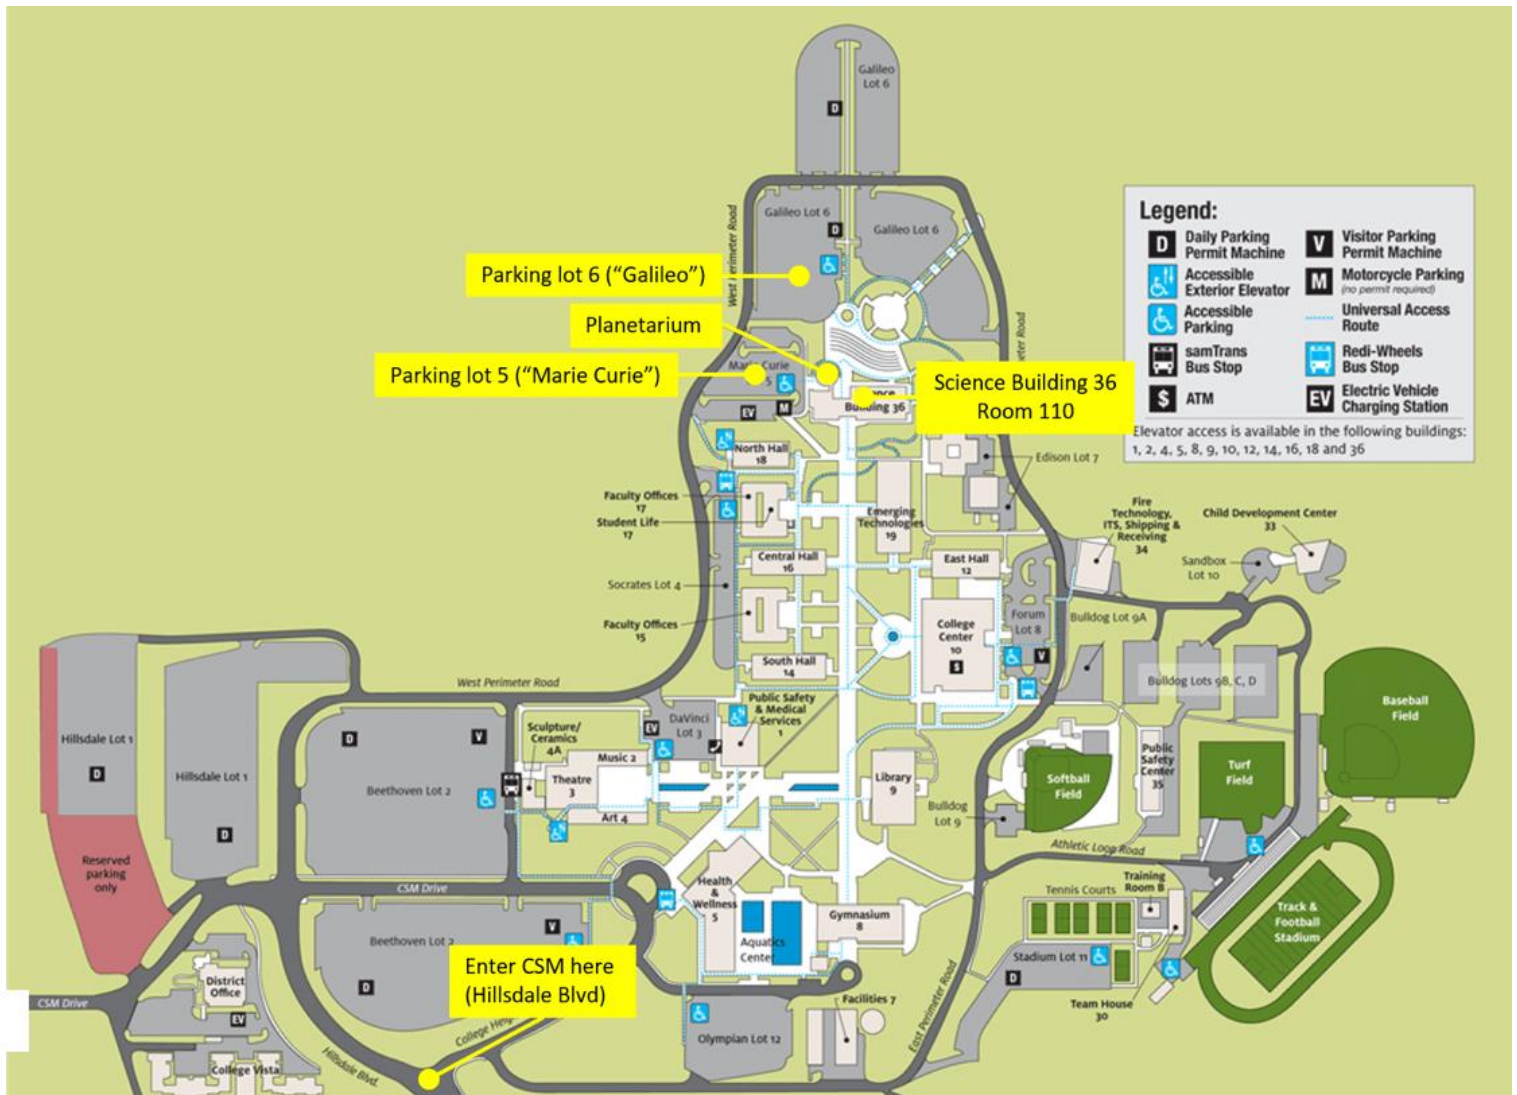 Galileo
Lot 6
D
West Perimeter Road
Galileo Lot 6
D
Galileo Lot 6
Parking lot 6 (“Galileo”)
Planetarium
Parking lot 5 (“Marie Curie”)
Marie Curie
5
EV
M
Building 36
Science Building 36
Room 110
Legend:
D
Daily Parking
Permit Machine
V
Visitor Parking
Permit Machine
Accessible
Exterior Elevator
M
Motorcycle Parking
(no permit required)
Accessible
Parking
Universal Access
Route
samTrans
Bus Stop
Redi-Wheels
Bus Stop
$
ATM
EV
Electric Vehicle
Charging Station
Elevator access is available in the following buildings:
1, 2, 4, 5, 8, 9, 10, 12, 14, 16, 18 and 36
North Hall
18
Edison Lot 7
Faculty Offices
17
Student Life
17
Emerging
Technologies
19
Fire
Technology,
ITS, Shipping &
Receiving
34
Child Development Center
33
Central Hall
16
East Hall
12
Sandbox
Lot 10
Socrates Lot 4
Faculty Offices
15
College
Center
10
$
Forum
Lot 8
V
Bulldog Lot 9A
South Hall
14
West Perimeter Road
Bulldog Lots 9B, C, D
Public Safety
& Medical
Services
1
Baseball
Field
Hillsdale Lot 1
D
Hillsdale Lot 1
D
D
V
Beethoven Lot 2
Sculpture/
Ceramics
4A
EV
DaVinci
Lot 3
Music 2
Theatre
3
Art 4
Library
9
Bulldog
Lot 9
Softball
Field
Public
Safety
Center
35
Turf
Field
Athletic Loop Road
Reserved
parking
only
CSM Drive
Health
&
Wellness
5
Gymnasium
8
Aquatics
Center
Tennis Courts
Training
Room B
Track &
Football
Stadium
Beethoven Lot 2
V
D
Stadium Lot 11
D
Team House
30
Enter CSM here
(Hillsdale Blvd)
District
Office
EV
CSM Drive
College Heig
Hillsdale Blvd.
College Vista
Facilities 7
Olympian Lot 12
East Perimeter Road